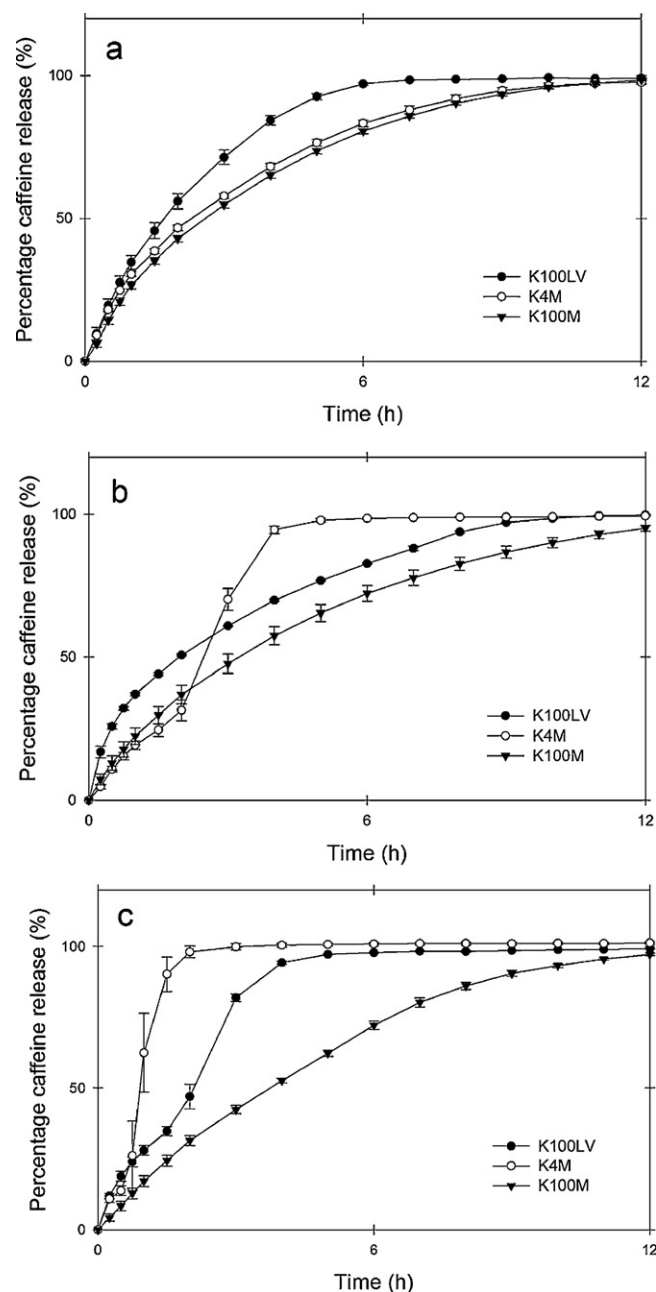 a
Percentage caffeine release (%)
100
50
0
K100LV
K4M
K100M
0
6
12
Time (h)
b
Percentage caffeine release (%)
100
50
0
K100LV
K4M
K100M
0
6
12
Time (h)
c
Percentage caffeine release (%)
100
50
0
K100LV
K4M
K100M
0
6
12
Time (h)